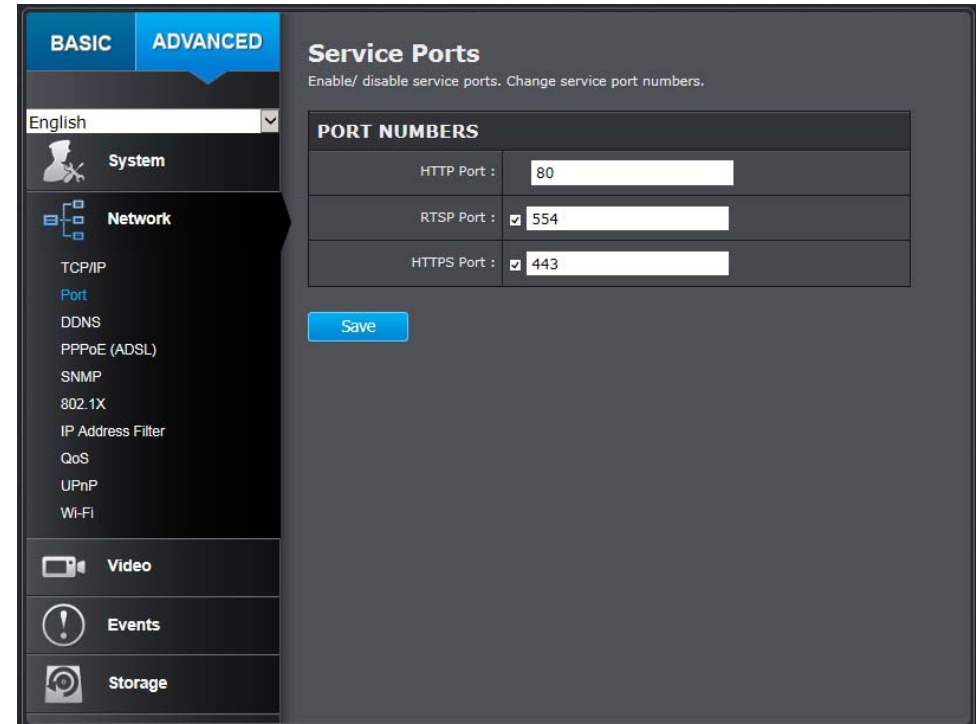 BASIC
ADVANCED
English
System
Network
TCP/IP
Port
DDNS
PPPoE (ADSL)
SNMP
802.1X
IP Address Filter
QoS
UPnP
Wi-Fi
Video
Events
Storage
Service Ports
Enable/ disable service ports. Change service port numbers.
PORT NUMBERS
HTTP Port : 80
RTSP Port : 554
HTTPS Port : 443
Save